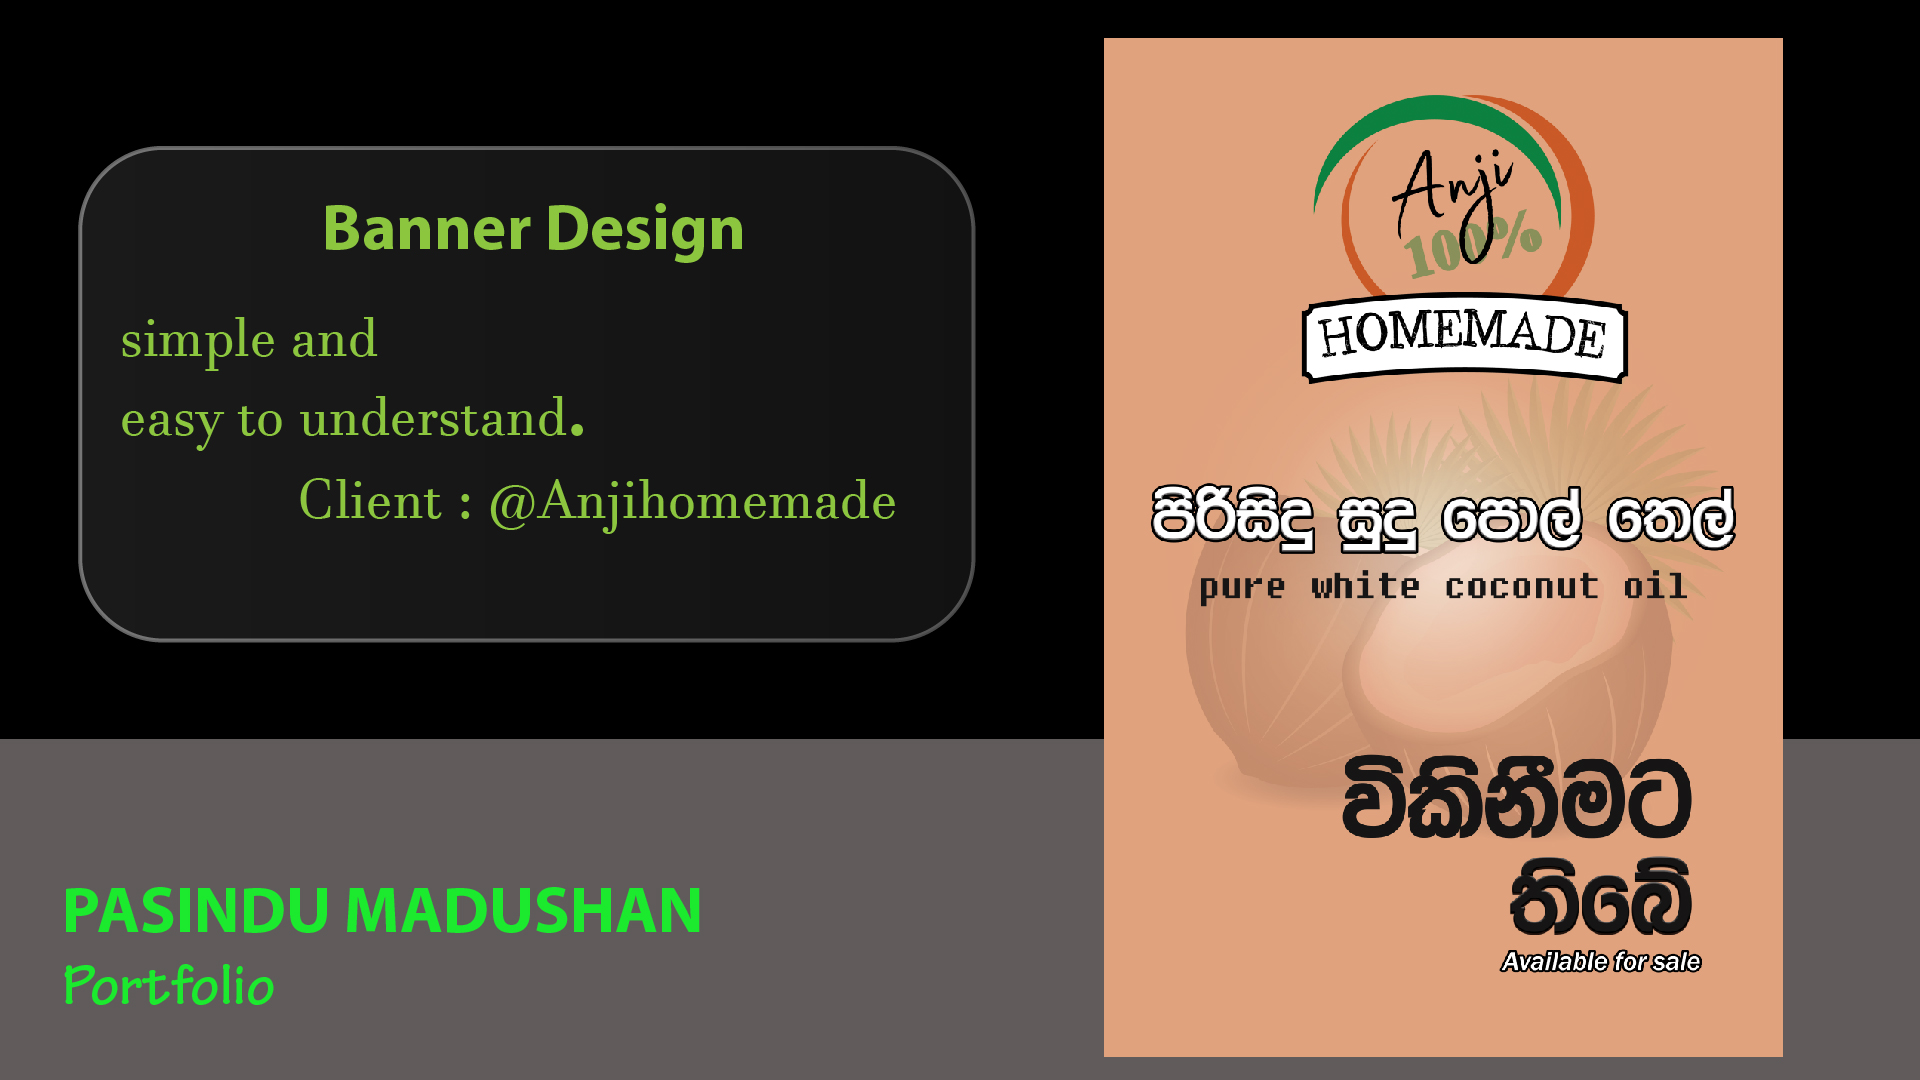 Banner Design
simple and
easy to understand.
Client : @Anjihomemade
PASINDU MADUSHAN
Portfolio
Anji
100%
HOMEMADE
පිරිසිදු සුදු පොල් තෙල්
pure white coconut oil
විකිනීමට
තිබේ
Available for sale